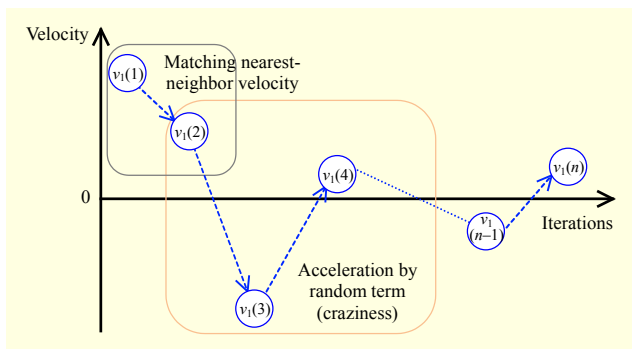 Velocity
Matching nearest-
neighbor velocity
v₁(1)
v₁(2)
v₁(4)
v₁(n)
0
v₁
(n–1)
Iterations
Acceleration by
random term
(craziness)
v₁(3)